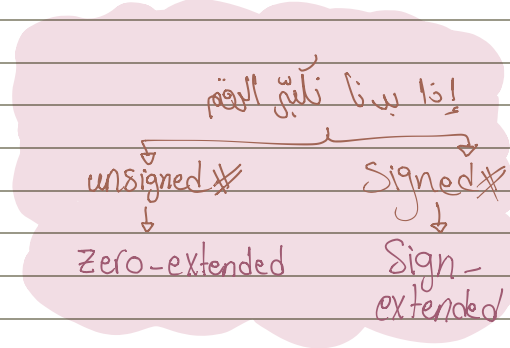 إذا بدنا نكبّر الرقم
unsigned #
Signed #
Zero-extended
Sign-
extended